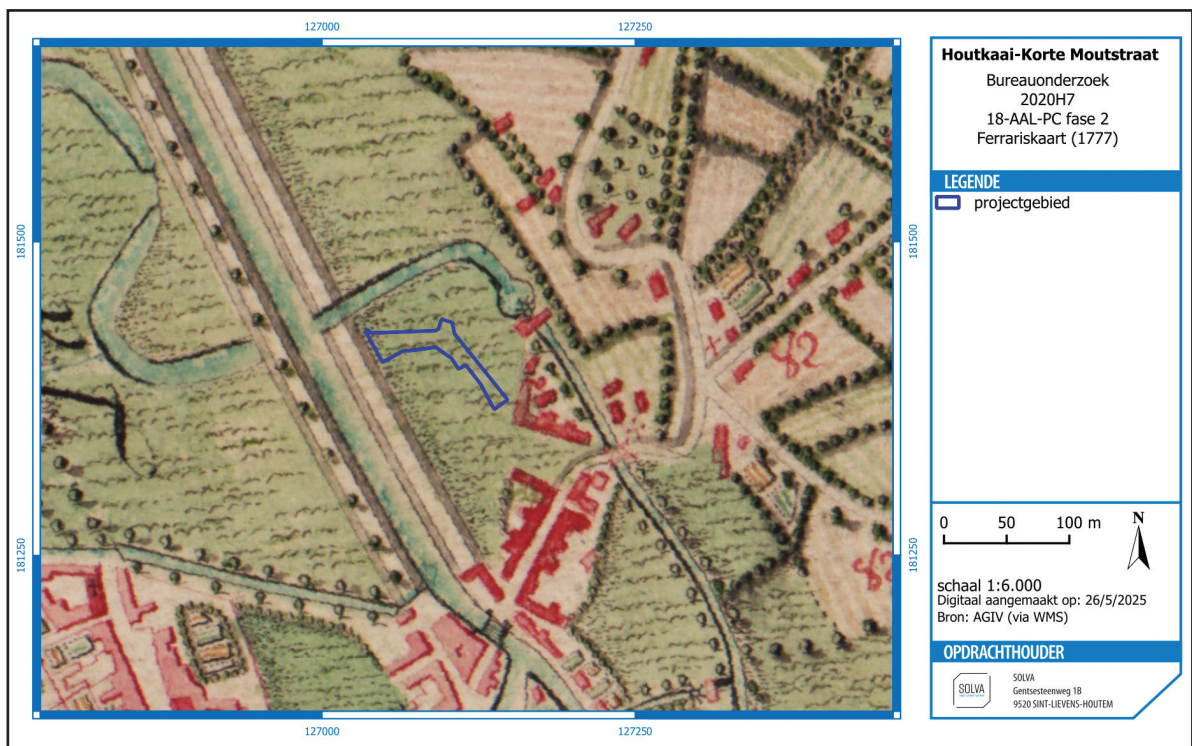 127000
127250
181500
181250
181500
181250
127000
127250
82
82
Houtkaai-Korte Moutstraat
Bureauonderzoek
2020H7
18-AAL-PC fase 2
Ferrariskaart (1777)
LEGENDE
projectgebied
0 50 100 m
N
schaal 1:6.000
Digitaal aangemaakt op: 26/5/2025
Bron: AGIV (via WMS)
OPDRACHTHOUDER
SOLVA
SOLVA
Gentsesteenweg 1B
9520 SINT-LIEVENS-HOUTEM